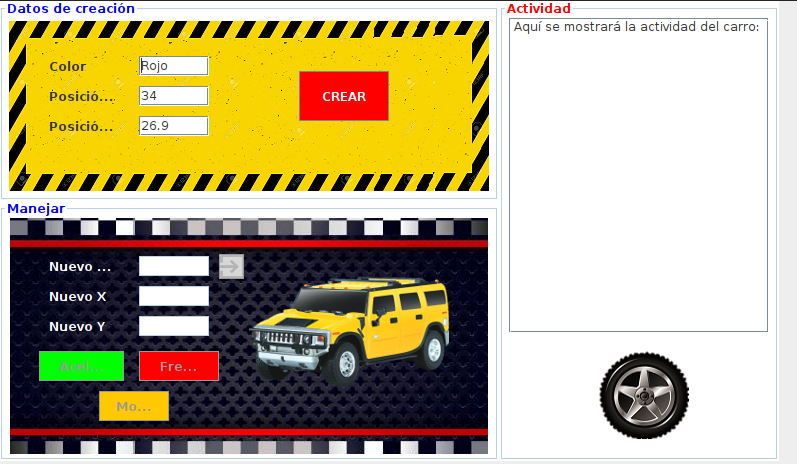 Datos de creación
Color
Rojo
Posició...
34
Posició...
26.9
CREAR
Manejar
Nuevo ...
Nuevo X
Nuevo Y
Acel...
Fre...
Mo...
Actividad
Aquí se mostrará la actividad del carro: